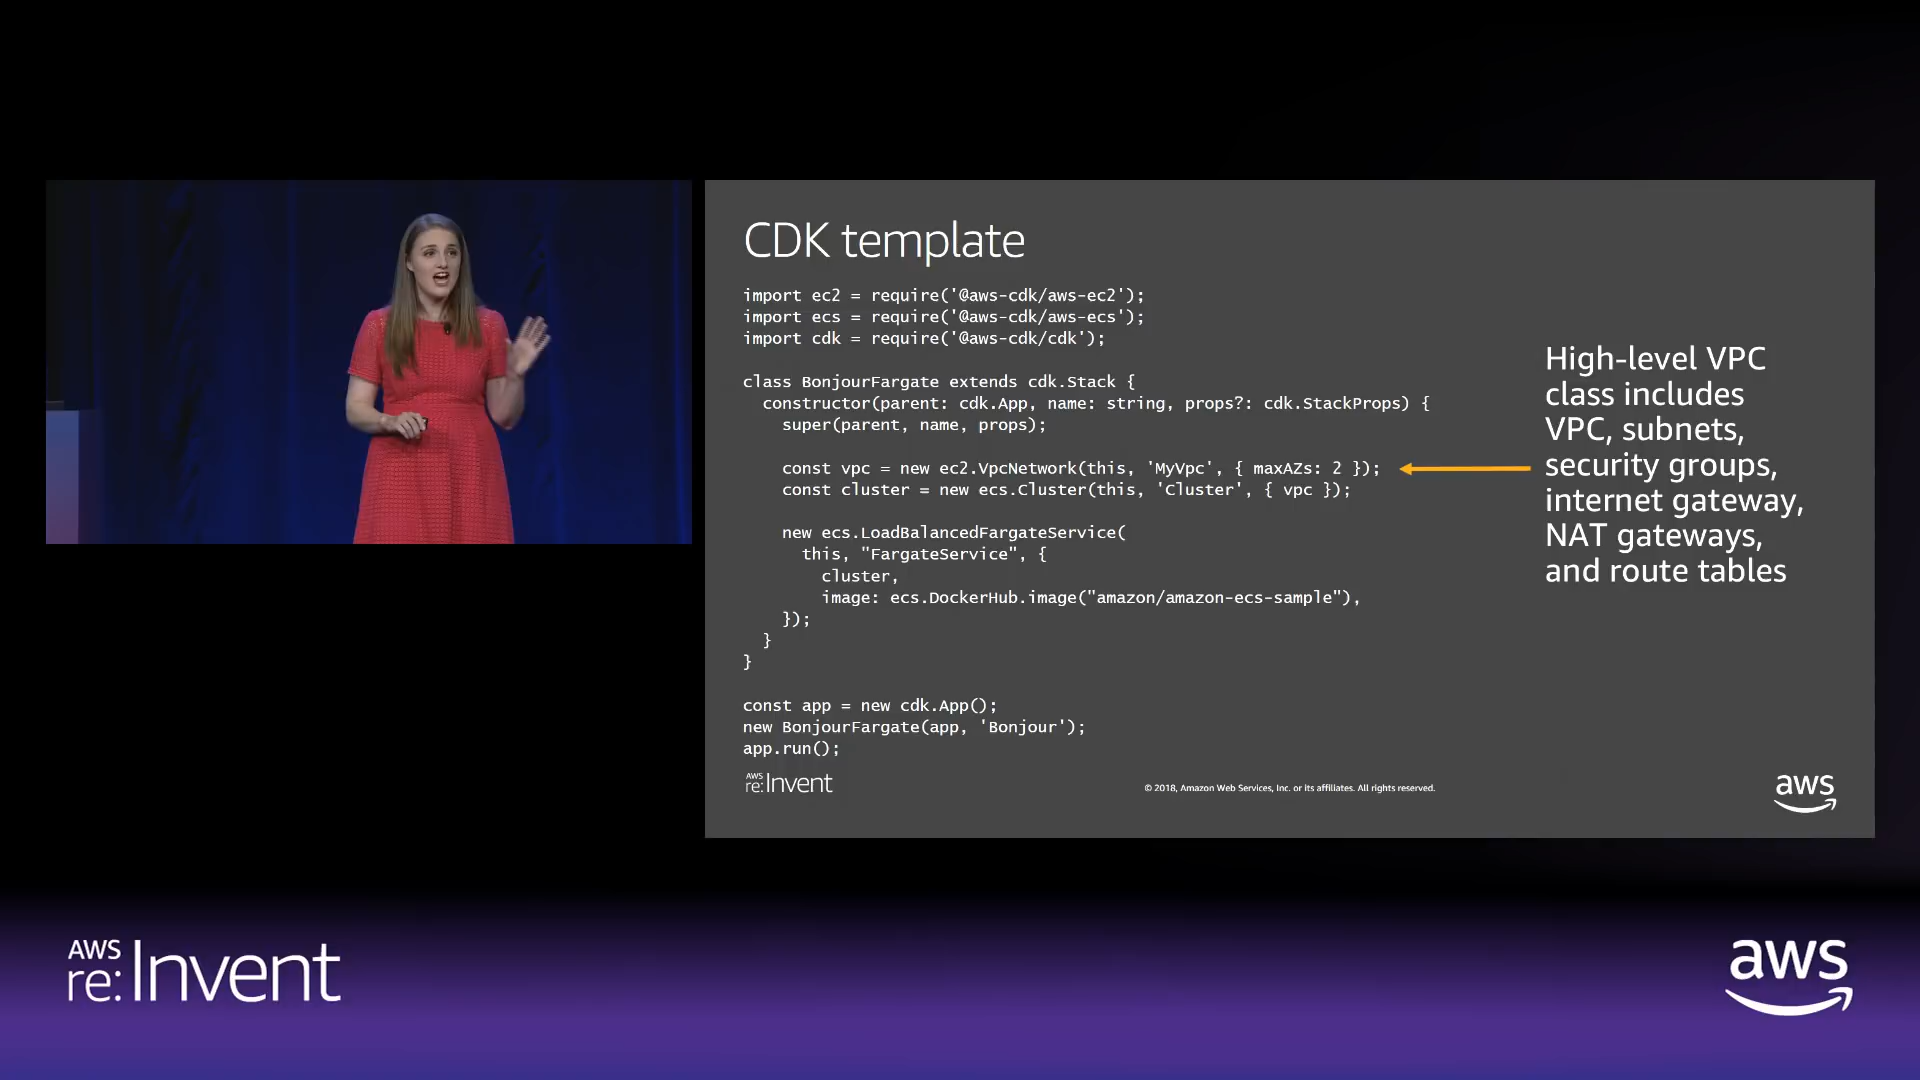 CDK template
import ec2 = require('@aws-cdk/aws-ec2');
import ecs = require('@aws-cdk/aws-ecs');
import cdk = require('@aws-cdk/cdk');
class BonjourFargate extends cdk.Stack {
constructor(parent: cdk.App, name: string, props?: cdk.StackProps) {
super(parent, name, props);
const vpc = new ec2.VpcNetwork(this, 'MyVpc', { maxAZs: 2 });
const cluster = new ecs.Cluster(this, 'Cluster', { vpc });
new ecs.LoadBalancedFargateService(
this, "FargateService", {
cluster,
image: ecs.DockerHub.image("amazon/amazon-ecs-sample"),
});
}
}
const app = new cdk.App();
new BonjourFargate(app, 'Bonjour');
app.run();
High-level VPC
class includes
VPC, subnets,
security groups,
internet gateway,
NAT gateways,
and route tables
AWS
re:Invent
© 2018, Amazon Web Services, Inc. or its affiliates. All rights reserved.
aws
AWS
re:Invent
aws